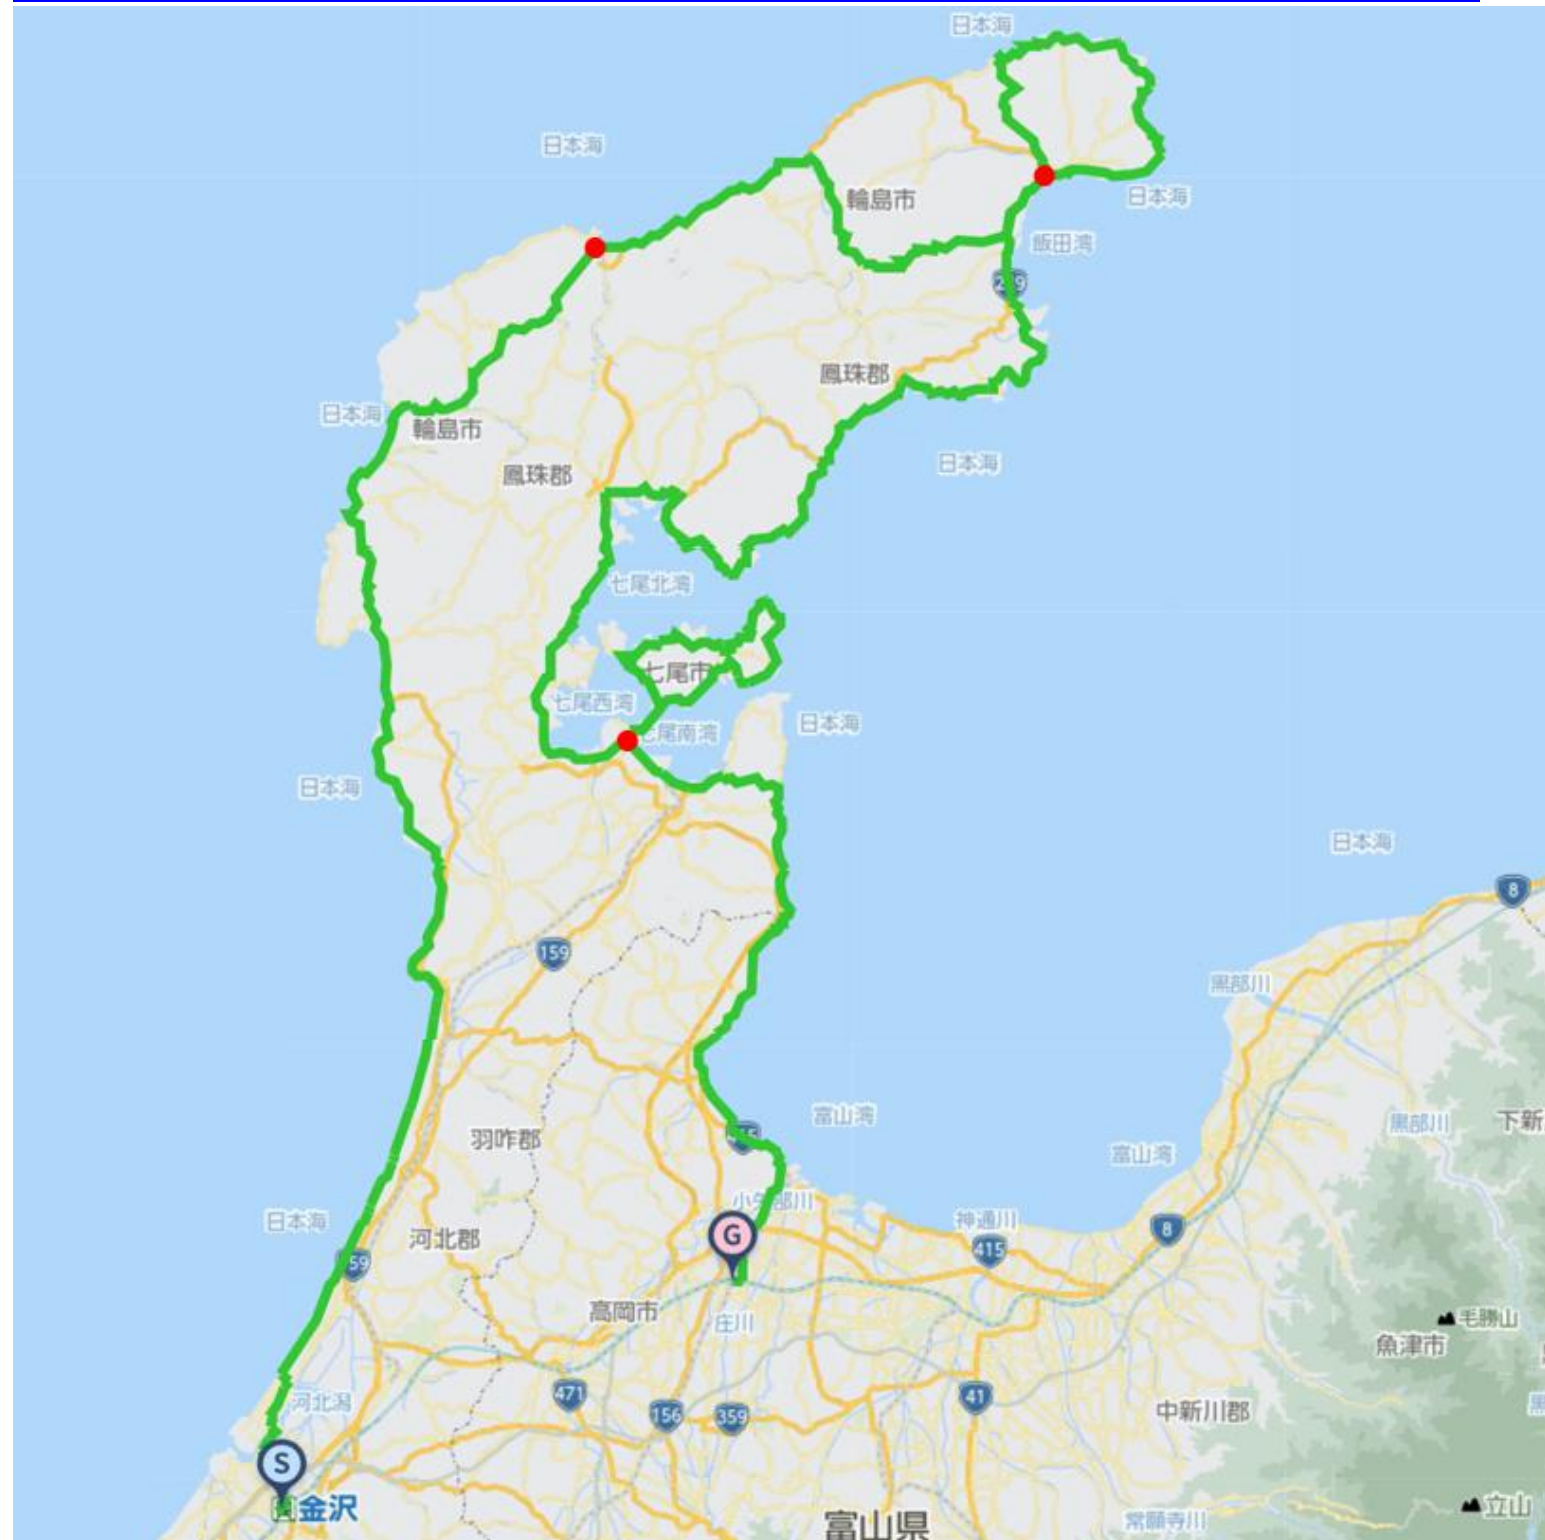 日本海
日本海
輪島市
日本海
飯田湾
鳳珠郡
日本海
輪島市
日本海
鳳珠郡
七尾北湾
七尾市
七尾西湾
七尾南湾
日本海
日本海
日本海
8
159
黒部川
富山湾
黒部川
下新
羽咋郡
富山湾
日本海
小矢部川
神通川
8
G
415
河北郡
59
高岡市
庄川
毛勝山
魚津市
河北潟
471
156
359
41
中新川郡
S
金沢
立山
常願寺川
富山県